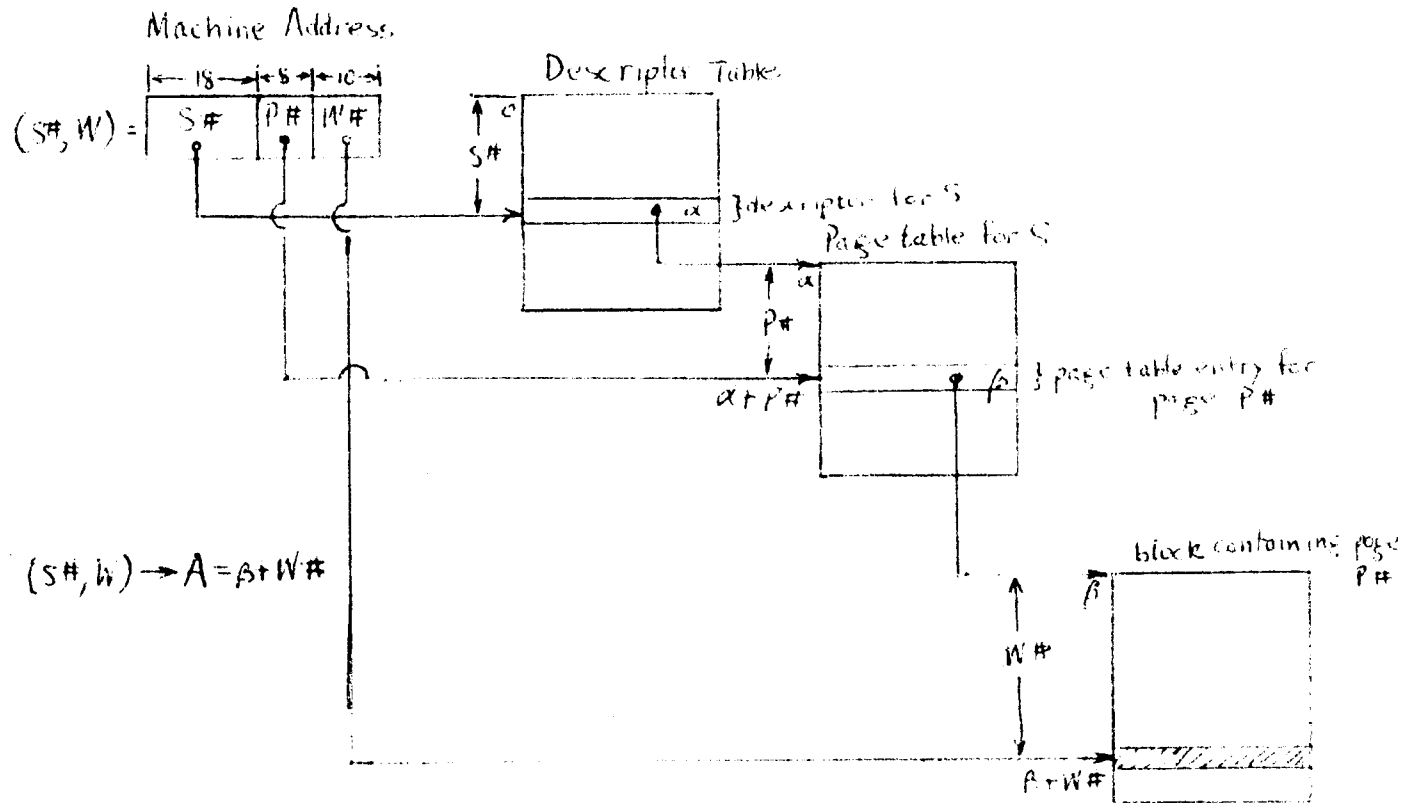 Machine Address
18 8 10
(S#, W) = S# P# W#
Descriptor Table
0
S#
α } descriptor for S
Page table for S
α
P#
α + P#
β } page table entry for
page P#
(S#, W) → A = β + W#
block containing page
P#
β
W#
β + W#